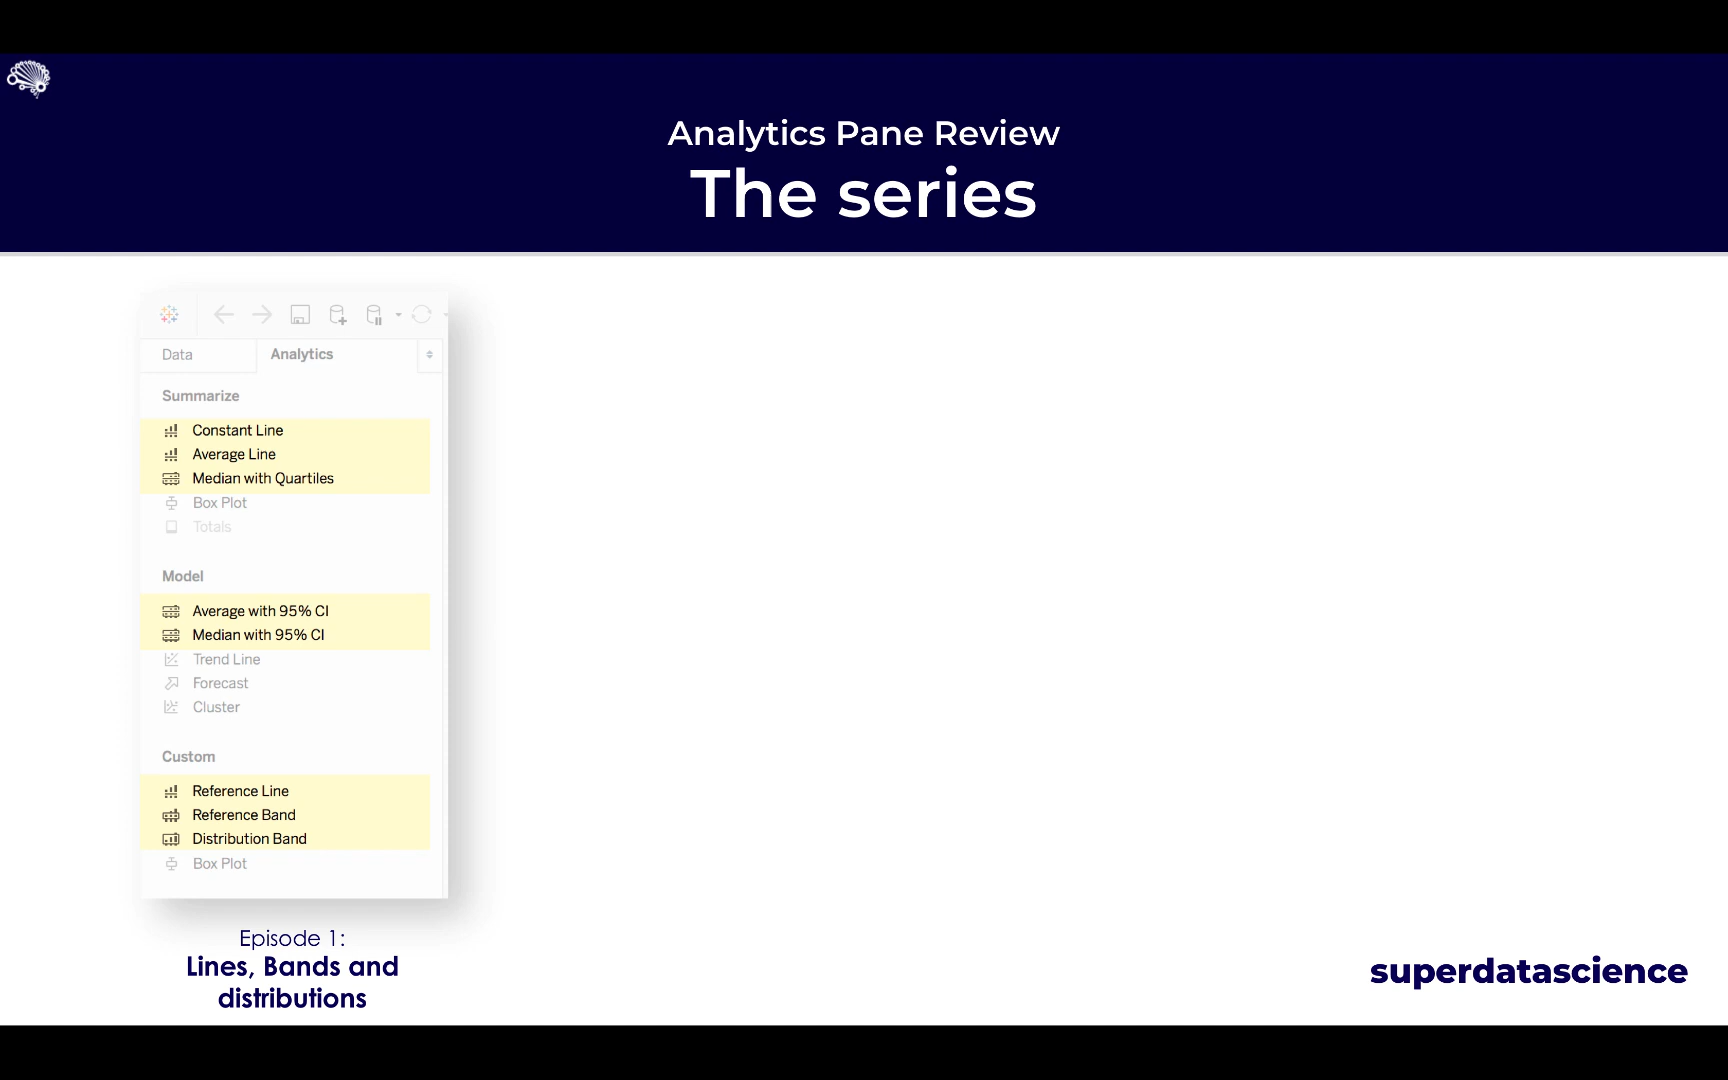 Analytics Pane Review
The series
Data
Analytics
Summarize
Constant Line
Average Line
Median with Quartiles
Box Plot
Totals
Model
Average with 95% CI
Median with 95% CI
Trend Line
Forecast
Cluster
Custom
Reference Line
Reference Band
Distribution Band
Box Plot
Episode 1:
Lines, Bands and
distributions
superdatascience